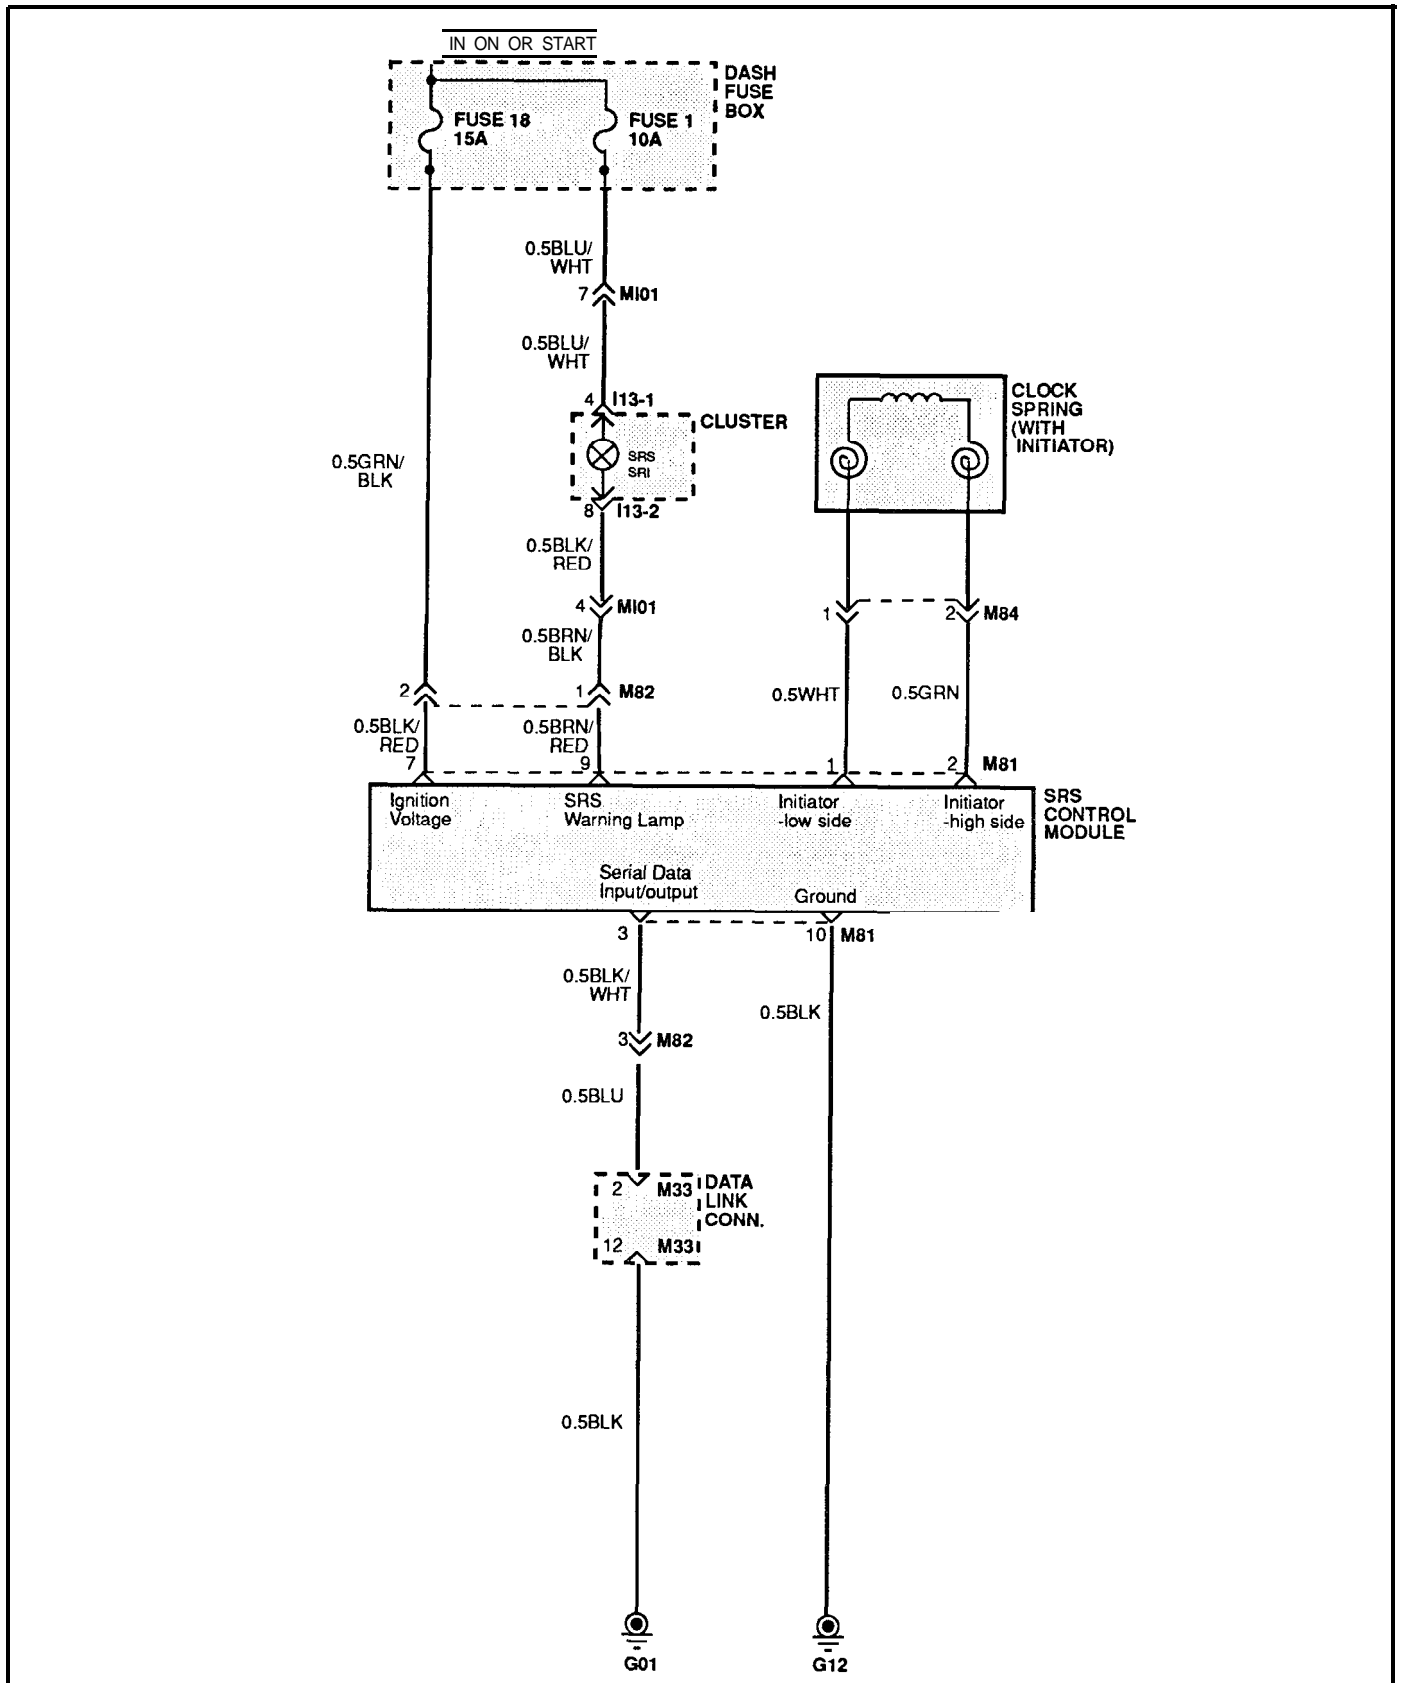 IN ON OR START
DASH
FUSE
BOX
FUSE 18
15A
FUSE 1
10A
0.5BLU/
WHT
7 MI01
0.5BLU/
WHT
4 I13-1
CLUSTER
SRS
SRI
8 I13-2
CLOCK
SPRING
(WITH
INITIATOR)
0.5GRN/
BLK
0.5BLK/
RED
4 MI01
0.5BRN/
BLK
1 2 M84
2 1 M82
0.5WHT 0.5GRN
0.5BLK/
RED
0.5BRN/
RED
7 9 1 2 M81
Ignition
Voltage
SRS
Warning Lamp
Initiator
-low side
Initiator
-high side
SRS
CONTROL
MODULE
Serial Data
Input/output
Ground
3 10 M81
0.5BLK/
WHT
0.5BLK
3 M82
0.5BLU
2 M33
DATA
LINK
CONN.
12 M33
0.5BLK
G01 G12